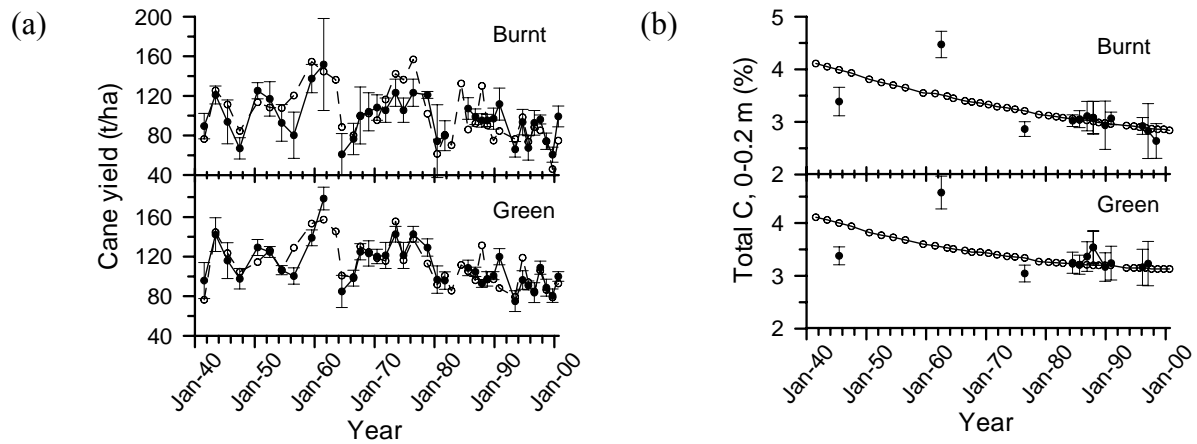 (a)
Cane yield (t/ha)
200
160
120
80
40
Burnt
160
120
80
40
Green
Jan-40
Jan-50
Jan-60
Jan-70
Jan-80
Jan-90
Jan-00
Year
(b)
Total C, 0-0.2 m (%)
5
4
3
2
Burnt
4
3
2
Green
Jan-40
Jan-50
Jan-60
Jan-70
Jan-80
Jan-90
Jan-00
Year